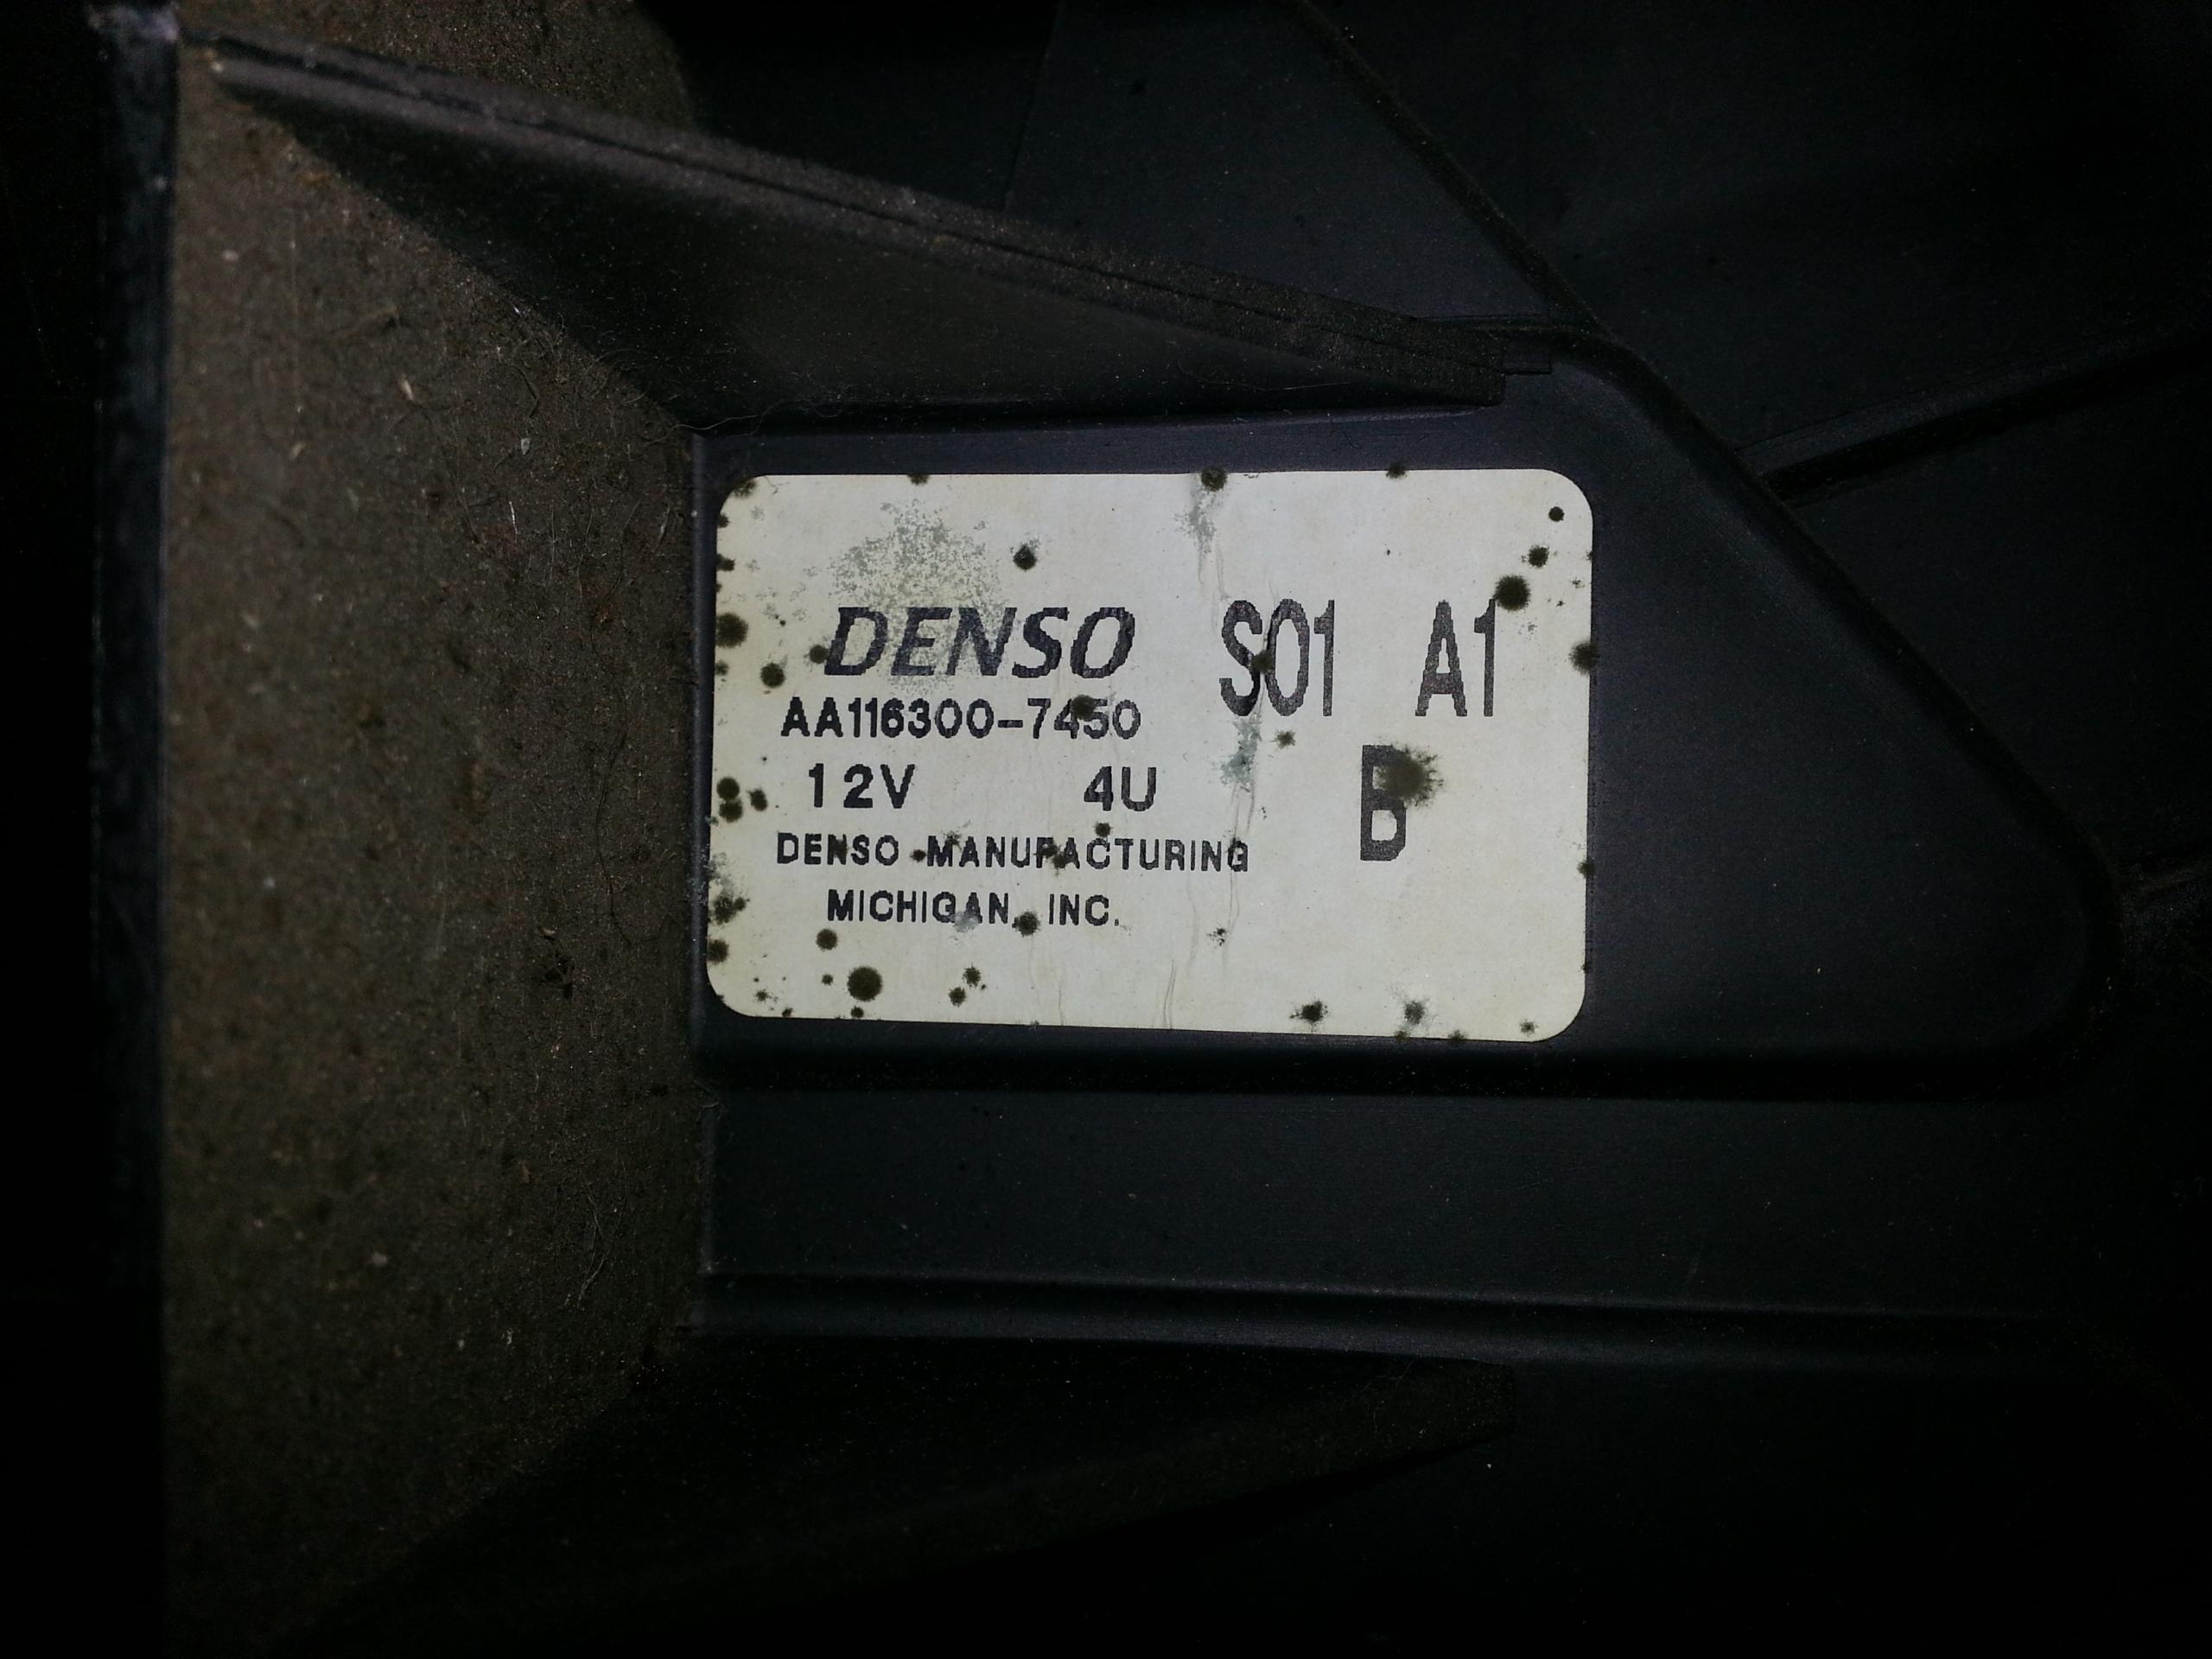 DENSO S01 A1
AA116300-7450
12V 4U B
DENSO MANUFACTURING
MICHIGAN, INC.